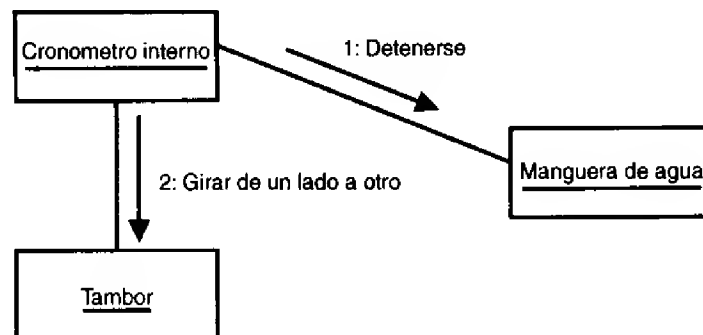 Cronometro interno
1: Detenerse
Manguera de agua
2: Girar de un lado a otro
Tambor